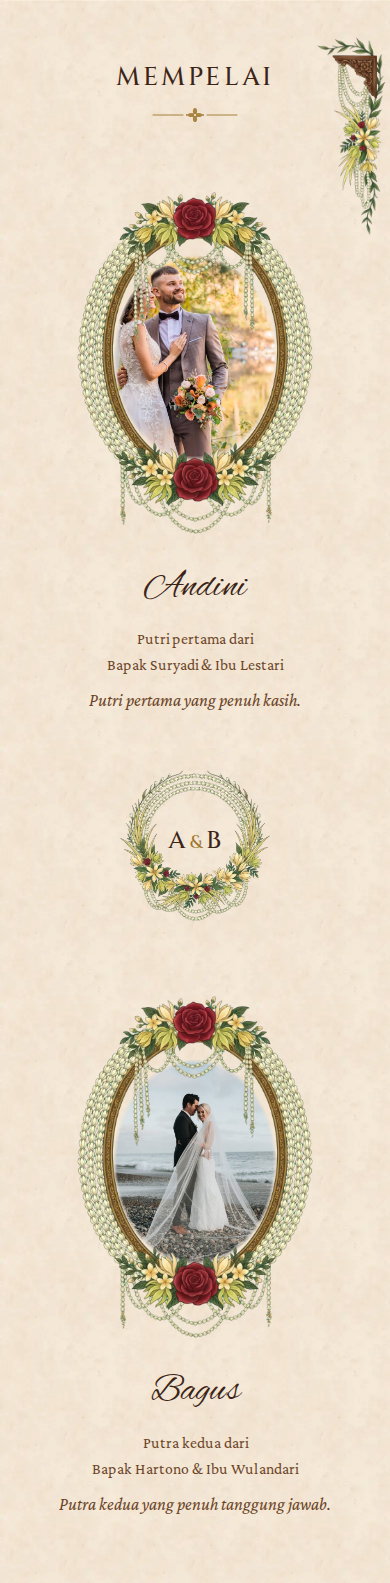 MEMPELAI
Andini
Putri pertama dari
Bapak Suryadi & Ibu Lestari
Putri pertama yang penuh kasih.
A & B
Bagus
Putra kedua dari
Bapak Hartono & Ibu Wulandari
Putra kedua yang penuh tanggung jawab.